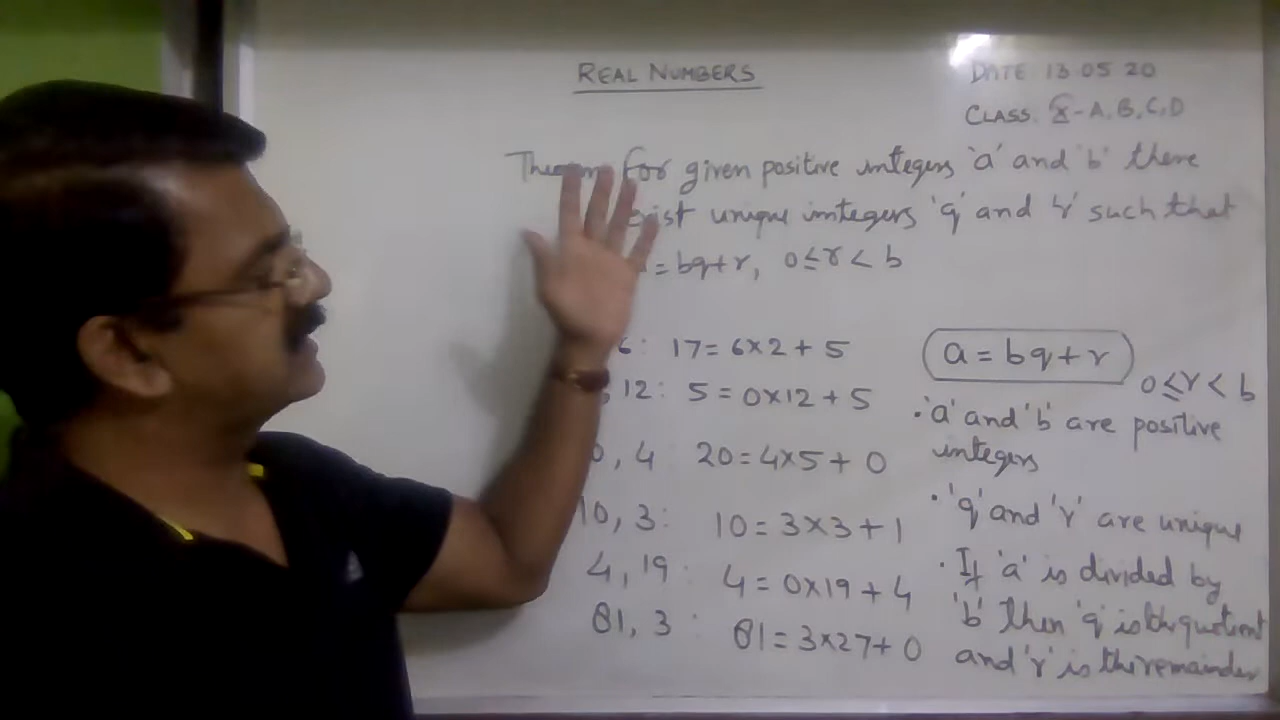 REAL NUMBERS
DATE: 13.05.20
CLASS: X-A, B, C, D
For given positive integers 'a' and 'b' there
unique integers 'q' and 'r' such that
= bq+r, 0≤r < b
6: 17 = 6×2 + 5
12: 5 = 0×12 + 5
, 4 20 = 4×5 + 0
10, 3: 10 = 3×3 + 1
4, 19: 4 = 0×19 + 4
81, 3: 81 = 3×27 + 0
a = bq + r
0≤r < b
• 'a' and 'b' are positive
integers
• 'q' and 'r' are unique
• If 'a' is divided by
'b' then 'q' is the quotient
and 'r' is the remainder